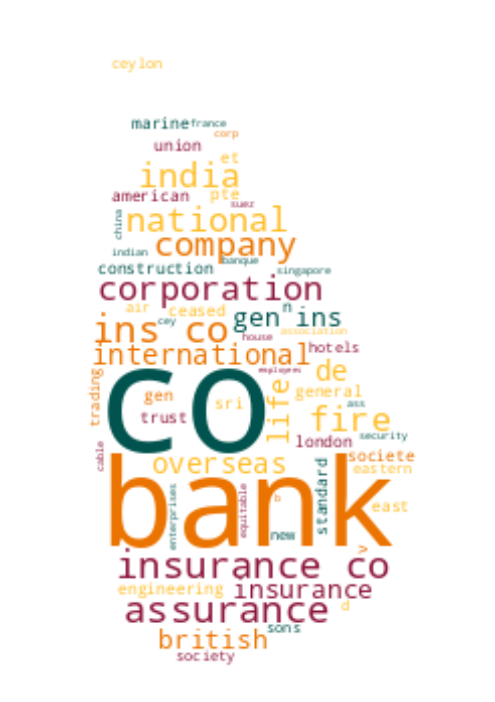 ceylon
marine france
corp
union
et
india
american pte
suez
china national
company
indian banque
construction singapore
corporation
air ceased n
ins co cey gen ins
association
house
international hotels
employees
co de
trading gen life general
sri ass
trust fire
london security
cable overseas societe
standard eastern
bank
enterprises equitable b east
new
v
insurance co
engineering insurance
assurance d
british sons
society